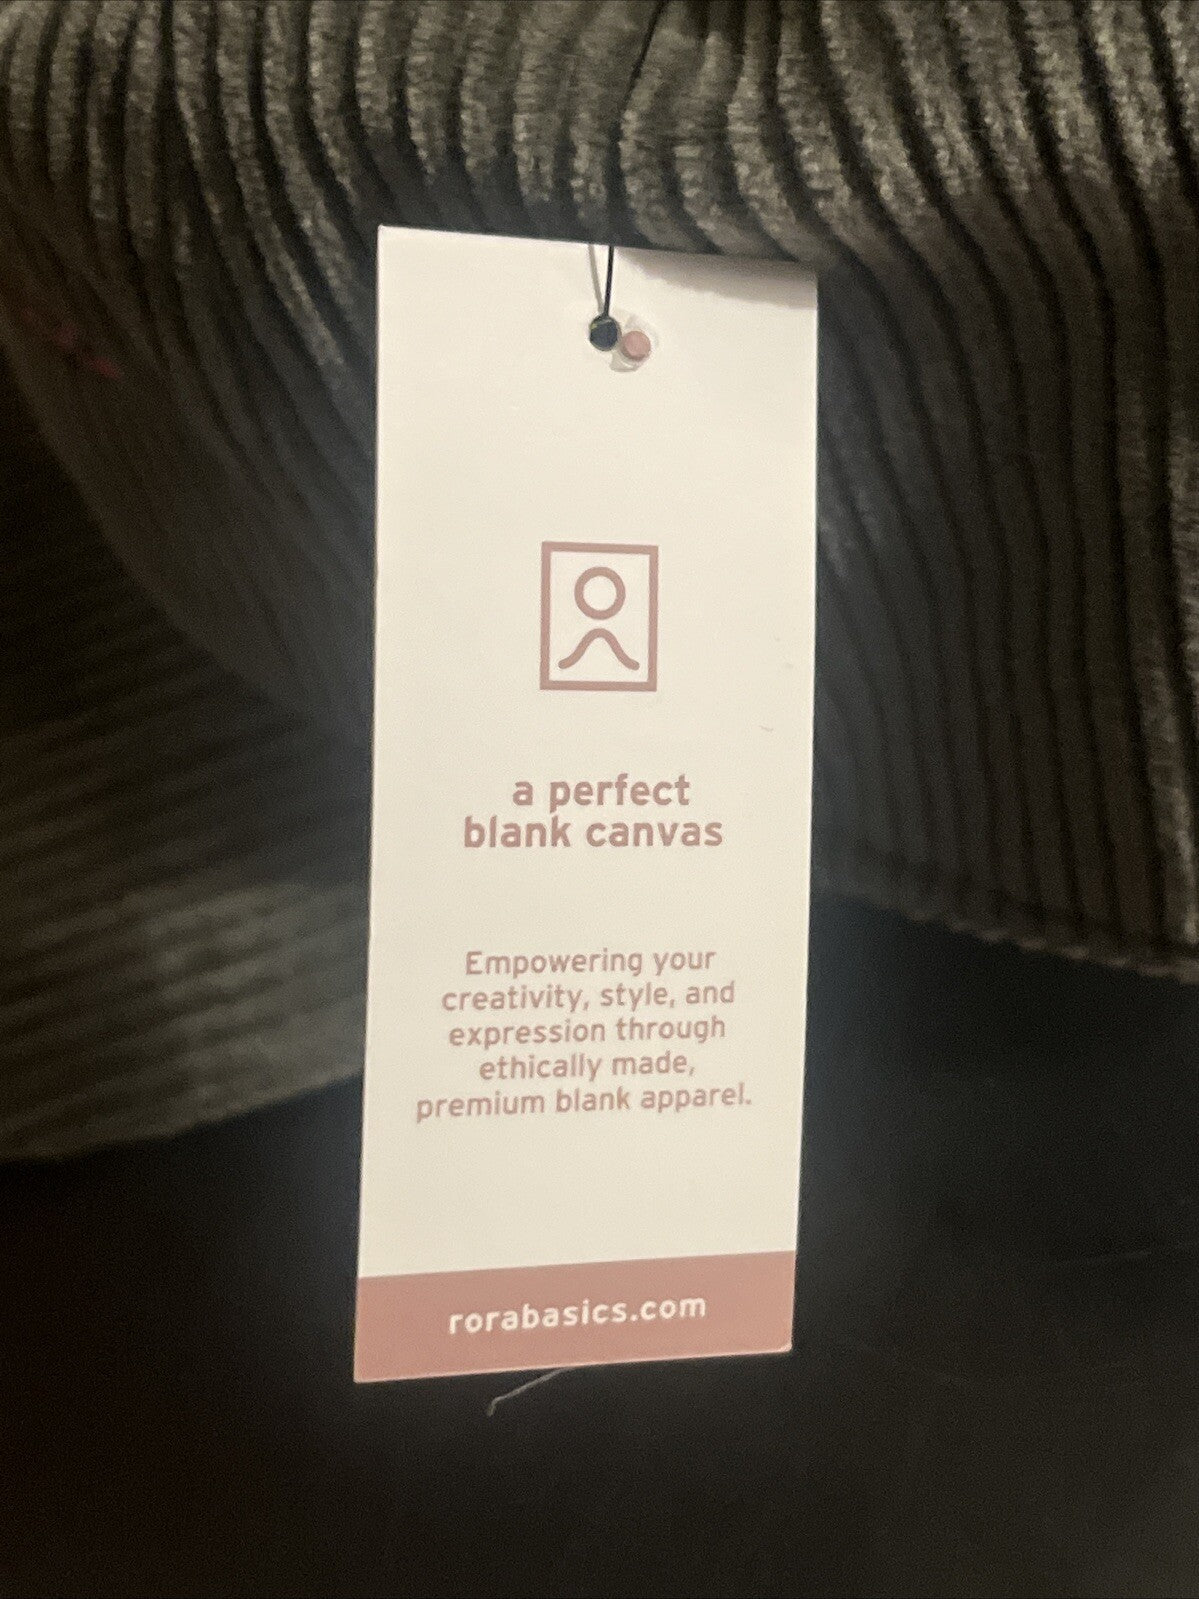 a perfect
blank canvas
Empowering your
creativity, style, and
expression through
ethically made,
premium blank apparel.
rorabasics.com